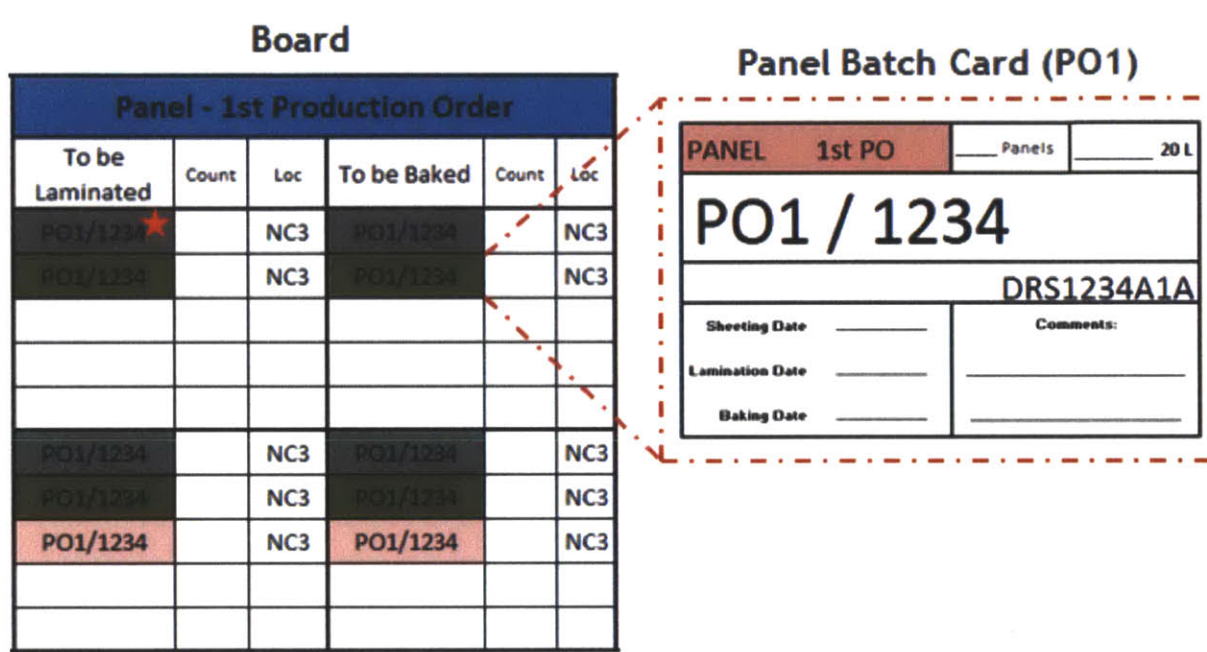 Board
Panel - 1st Production Order
To be Laminated Count Loc To be Baked Count Loc
PO1/1234 NC3 PO1/1234 NC3
PO1/1234 NC3 PO1/1234 NC3
PO1/1234 NC3 PO1/1234 NC3
PO1/1234 NC3 PO1/1234 NC3
PO1/1234 NC3 PO1/1234 NC3
Panel Batch Card (PO1)
PANEL 1st PO Panels 20 L
PO1 / 1234
DRS1234A1A
Sheeting Date Comments:
Lamination Date
Baking Date